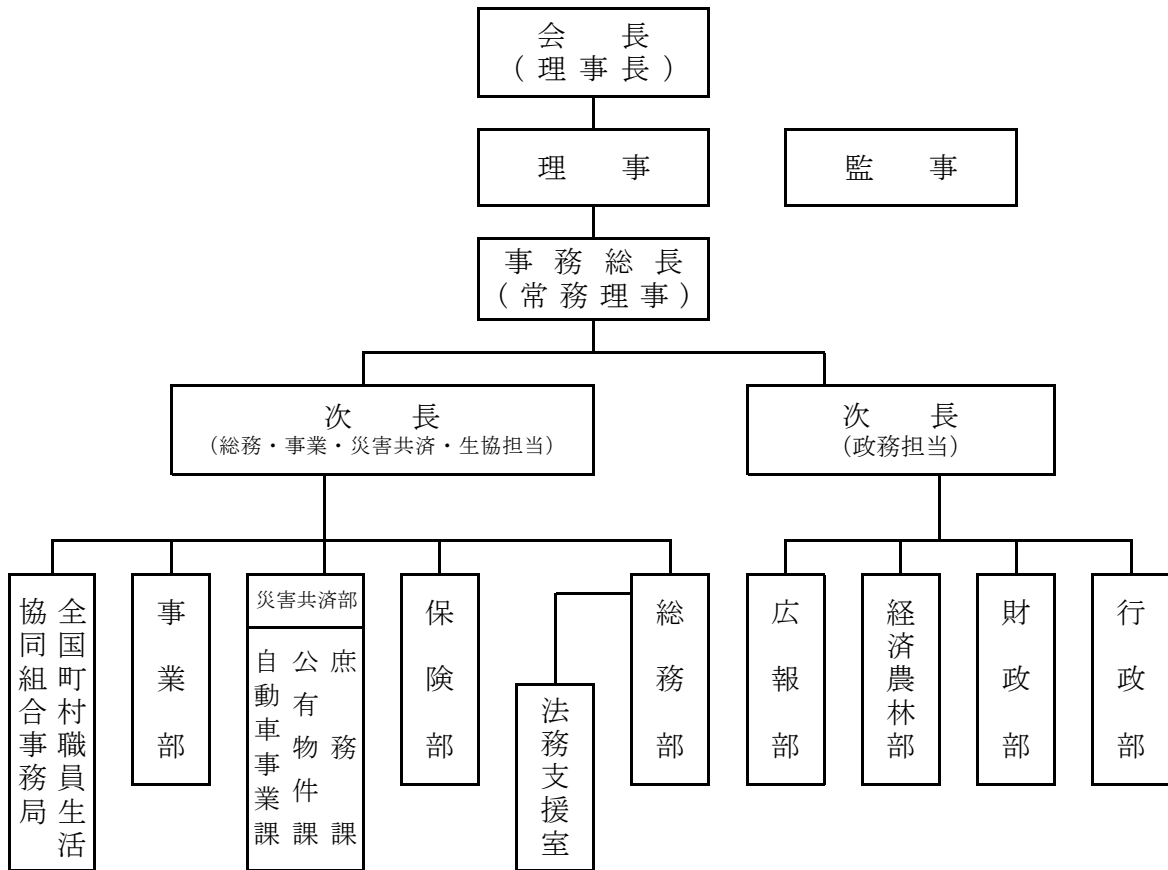 会長
(理事長)
理事
監事
事務総長
(常務理事)
次長
(総務・事業・災害共済・生協担当)
次長
(政務担当)
全国町村職員生活
協同組合事務局
事業部
災害共済部
庶務課
公有物件課
自動車事業課
保険部
総務部
法務支援室
広報部
経済農林部
財政部
行政部